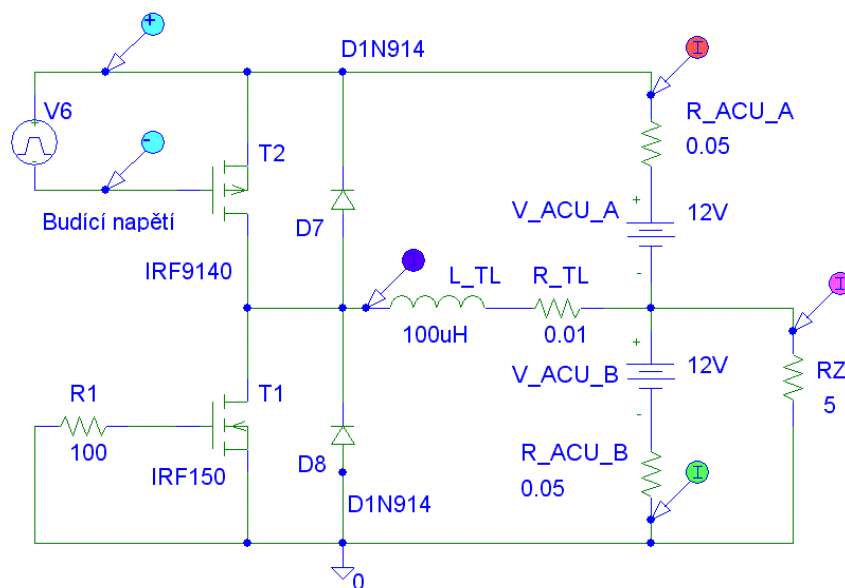 +
D1N914
I
V6
+
-
R_ACU_A
0.05
-
T2
+
V_ACU_A
12V
Budící napětí
D7
-
IRF9140
I
L_TL
R_TL
I
100uH
0.01
+
V_ACU_B
12V
RZ
5
R1
T1
-
100
R_ACU_B
IRF150
D8
0.05
I
D1N914
0